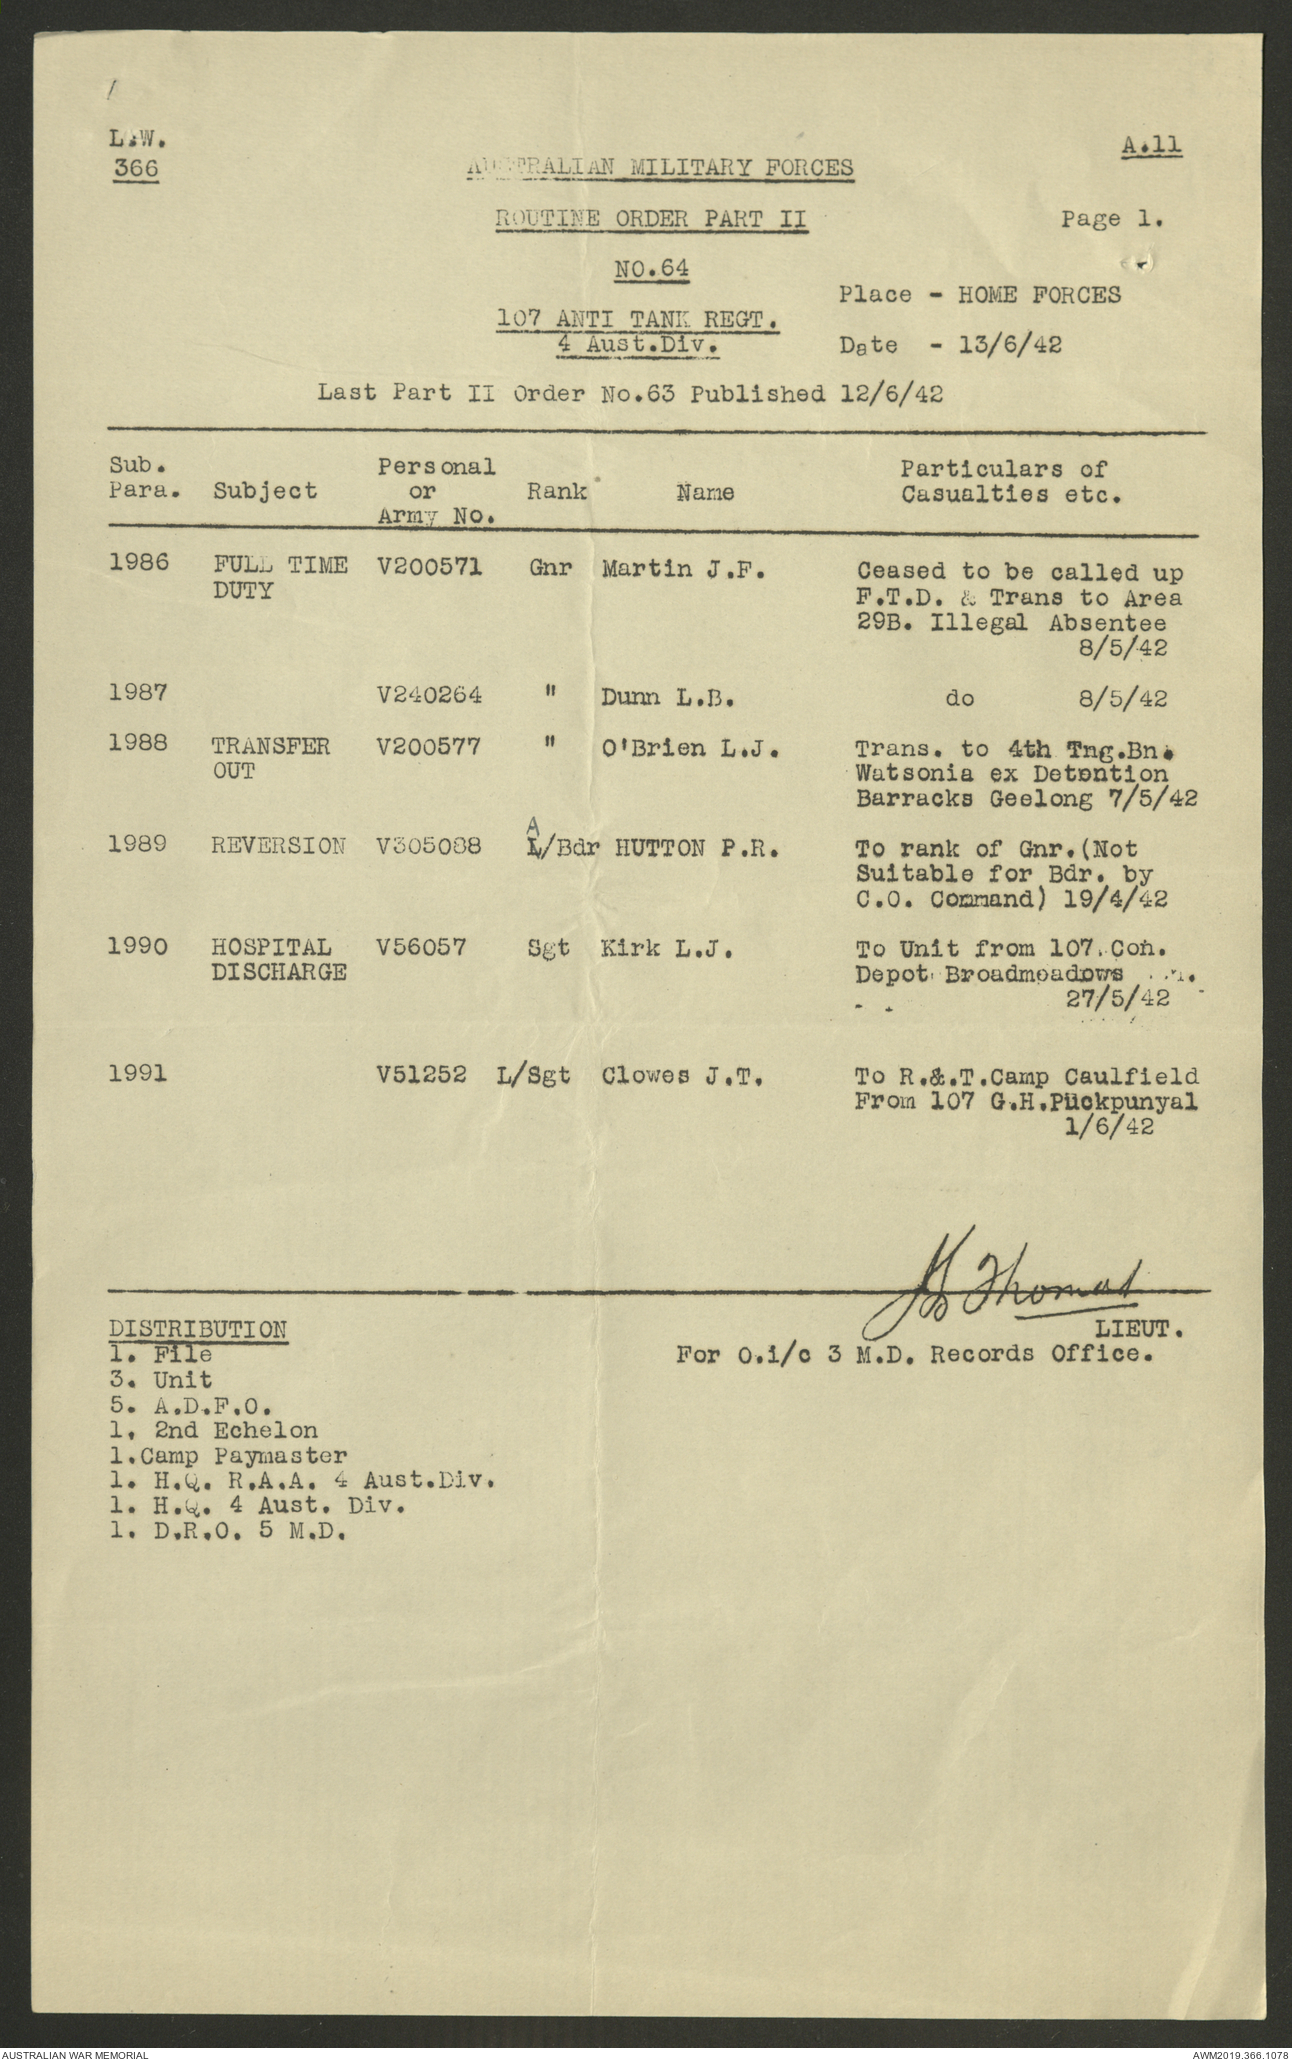 L.W.
366
A.11
AUSTRALIAN MILITARY FORCES
ROUTINE ORDER PART II
Page 1.
NO.64
Place - HOME FORCES
107 ANTI TANK REGT.
4 Aust.Div.
Date - 13/6/42
Last Part II Order No.63 Published 12/6/42
Sub. Para. Subject Personal or Army No. Rank Name Particulars of Casualties etc.
1986 FULL TIME V200571 Gnr Martin J.F. Ceased to be called up
DUTY F.T.D. & Trans to Area
29B. Illegal Absentee
8/5/42
1987 V240264 " Dunn L.B. do 8/5/42
1988 TRANSFER V200577 " O'Brien L.J. Trans. to 4th Tng.Bn.
OUT Watsonia ex Detention
Barracks Geelong 7/5/42
A
1989 REVERSION V305088 L/Bdr HUTTON P.R. To rank of Gnr.(Not
Suitable for Bdr. by
C.O. Command) 19/4/42
1990 HOSPITAL V56057 Sgt Kirk L.J. To Unit from 107 Con.
DISCHARGE Depot Broadmeadows
27/5/42
1991 V51252 L/Sgt Clowes J.T. To R.&.T.Camp Caulfield
From 107 G.H.Puckpunyal
1/6/42
Thomas
LIEUT.
For O.i/c 3 M.D. Records Office.
DISTRIBUTION
1. File
3. Unit
5. A.D.F.O.
1. 2nd Echelon
1.Camp Paymaster
1. H.Q. R.A.A. 4 Aust.Div.
1. H.Q. 4 Aust. Div.
1. D.R.O. 5 M.D.
AUSTRALIAN WAR MEMORIAL
AWM2019.366.1078